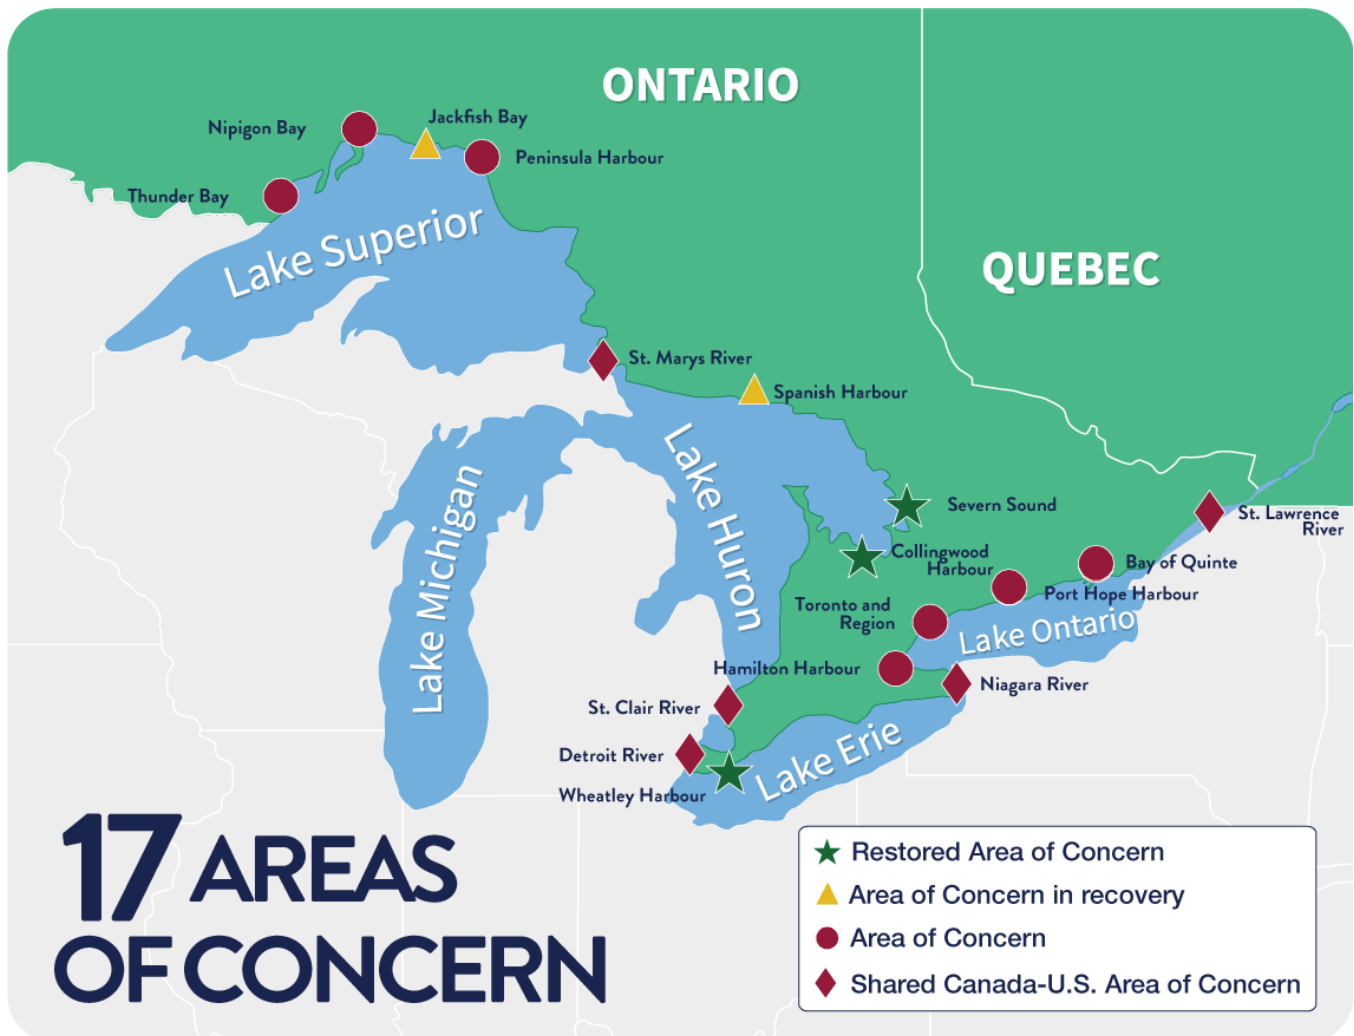 ONTARIO
Jackfish Bay
Nipigon Bay
Peninsula Harbour
Thunder Bay
Lake Superior
QUEBEC
St. Marys River
Spanish Harbour
Lake Michigan
Lake Huron
Severn Sound
St. Lawrence
River
Collingwood
Harbour
Bay of Quinte
Port Hope Harbour
Toronto and
Region
Lake Ontario
Hamilton Harbour
Niagara River
St. Clair River
Detroit River
Lake Erie
Wheatley Harbour
17 AREAS
OF CONCERN
Restored Area of Concern
Area of Concern in recovery
Area of Concern
Shared Canada-U.S. Area of Concern